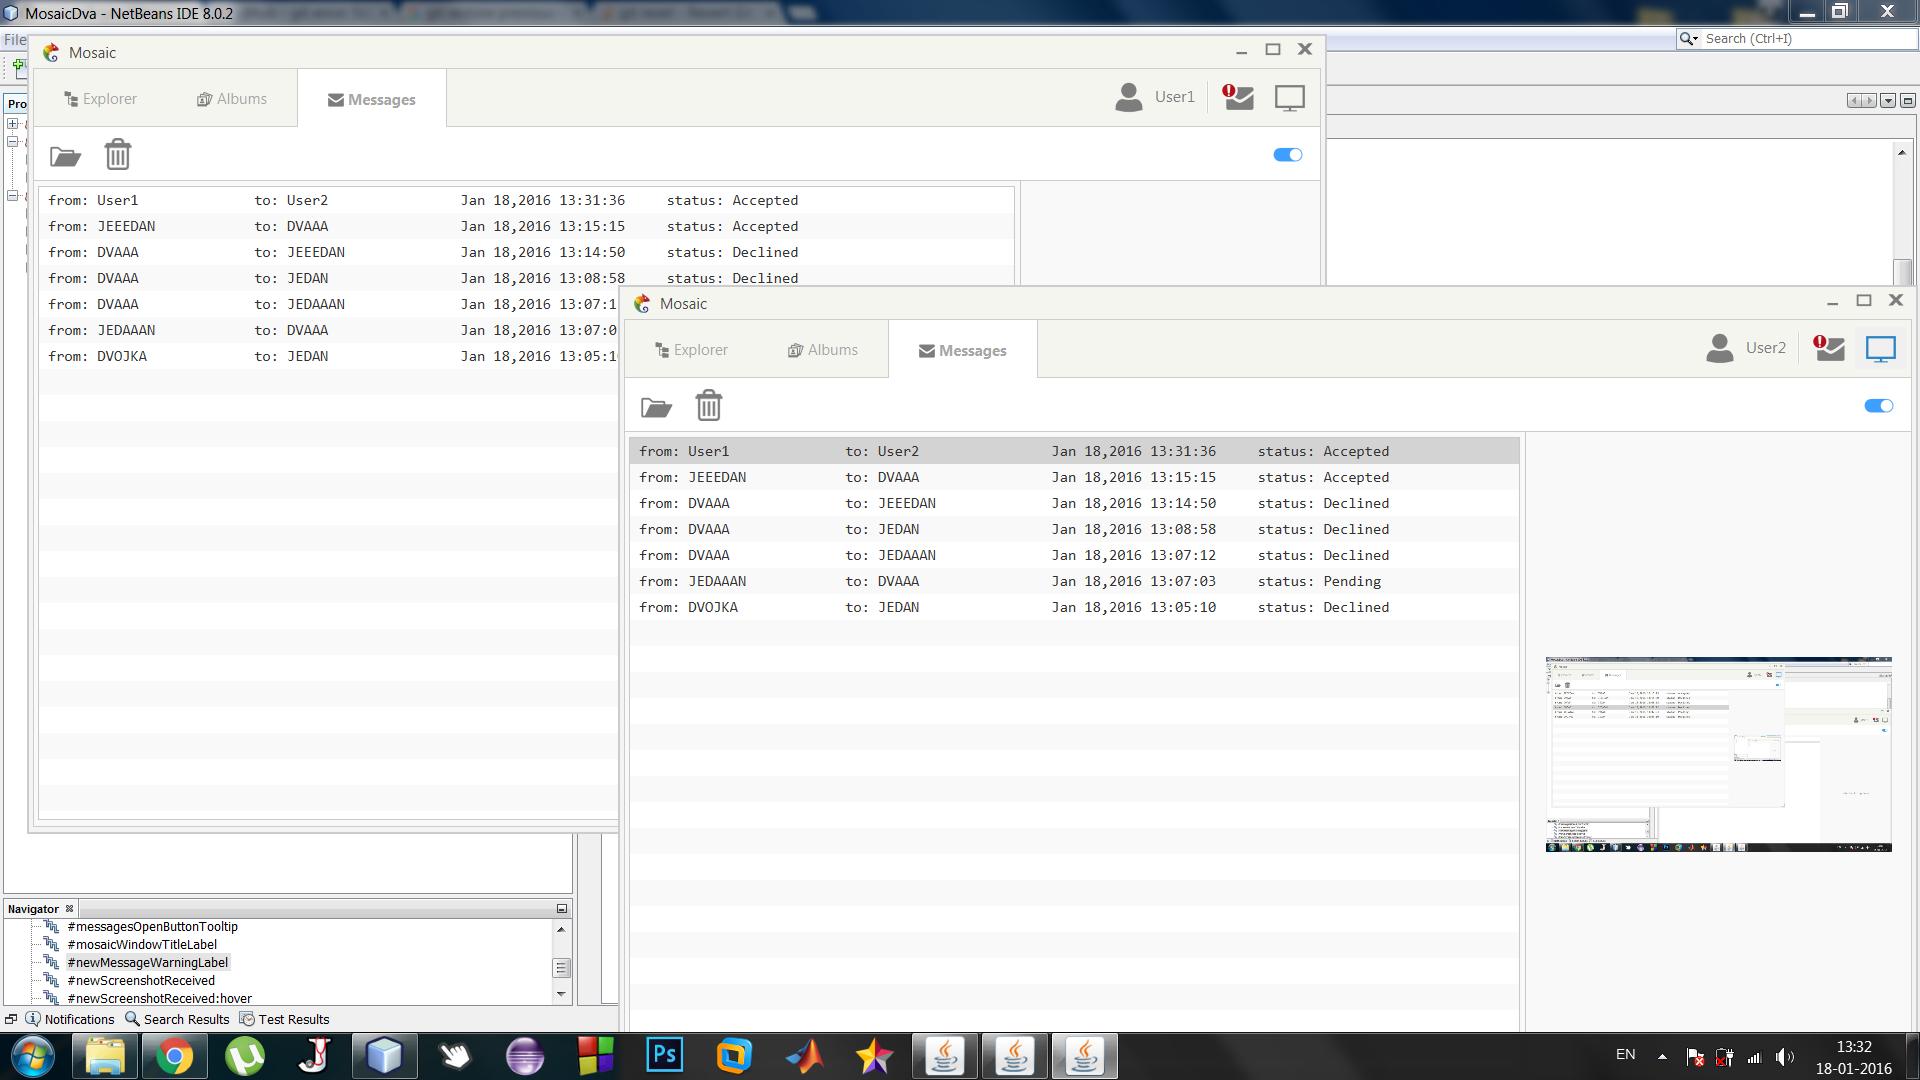 MosaicDva - NetBeans IDE 8.0.2
File
Search (Ctrl+I)
Pro
Mosaic
Explorer
Albums
Messages
User1
from: User1 to: User2 Jan 18,2016 13:31:36 status: Accepted
from: JEEEDAN to: DVAAA Jan 18,2016 13:15:15 status: Accepted
from: DVAAA to: JEEEDAN Jan 18,2016 13:14:50 status: Declined
from: DVAAA to: JEDAN Jan 18,2016 13:08:58 status: Declined
from: DVAAA to: JEDAAAN Jan 18,2016 13:07:1
from: JEDAAAN to: DVAAA Jan 18,2016 13:07:0
from: DVOJKA to: JEDAN Jan 18,2016 13:05:1
Mosaic
Explorer
Albums
Messages
User2
from: User1 to: User2 Jan 18,2016 13:31:36 status: Accepted
from: JEEEDAN to: DVAAA Jan 18,2016 13:15:15 status: Accepted
from: DVAAA to: JEEEDAN Jan 18,2016 13:14:50 status: Declined
from: DVAAA to: JEDAN Jan 18,2016 13:08:58 status: Declined
from: DVAAA to: JEDAAAN Jan 18,2016 13:07:12 status: Declined
from: JEDAAAN to: DVAAA Jan 18,2016 13:07:03 status: Pending
from: DVOJKA to: JEDAN Jan 18,2016 13:05:10 status: Declined
Navigator
#messagesOpenButtonTooltip
#mosaicWindowTitleLabel
#newMessageWarningLabel
#newScreenshotReceived
#newScreenshotReceived:hover
Notifications
Search Results
Test Results
Ps
EN
13:32
18-01-2016